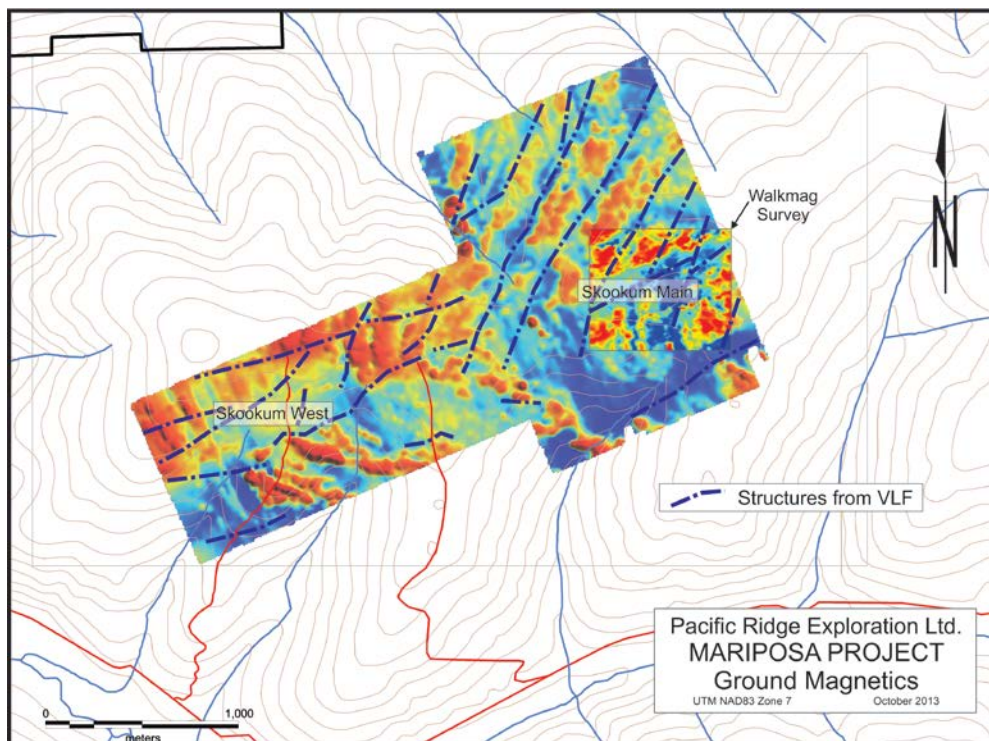 Walkmag
Survey
N
Skookum Main
Skookum West
Structures from VLF
Pacific Ridge Exploration Ltd.
MARIPOSA PROJECT
Ground Magnetics
UTM NAD83 Zone 7 October 2013
0 1,000
meters